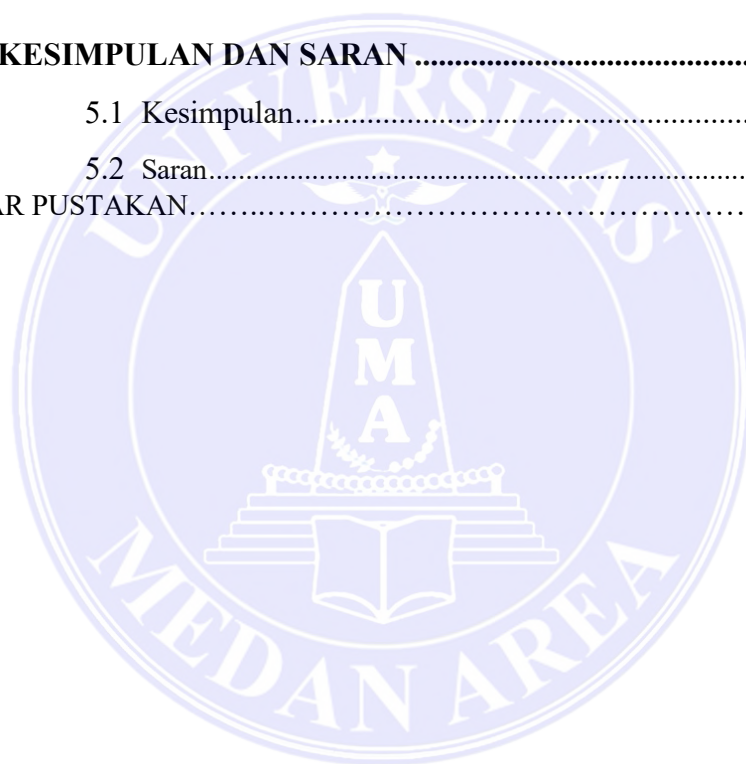 KESIMPULAN DAN SARAN ..........................................
5.1 Kesimpulan..........................................................
5.2 Saran......................................................................
AR PUSTAKAN…….………………………………………………
UNIVERSITAS
U
M
A
MEDAN AREA